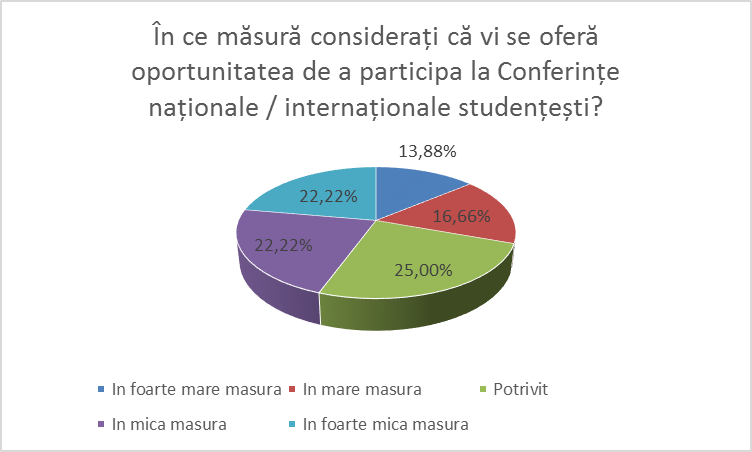 În ce măsură considerați că vi se oferă
oportunitatea de a participa la Conferințe
naționale / internaționale studențești?
13,88%
22,22%
16,66%
22,22%
25,00%
In foarte mare masura
In mare masura
Potrivit
In mica masura
In foarte mica masura